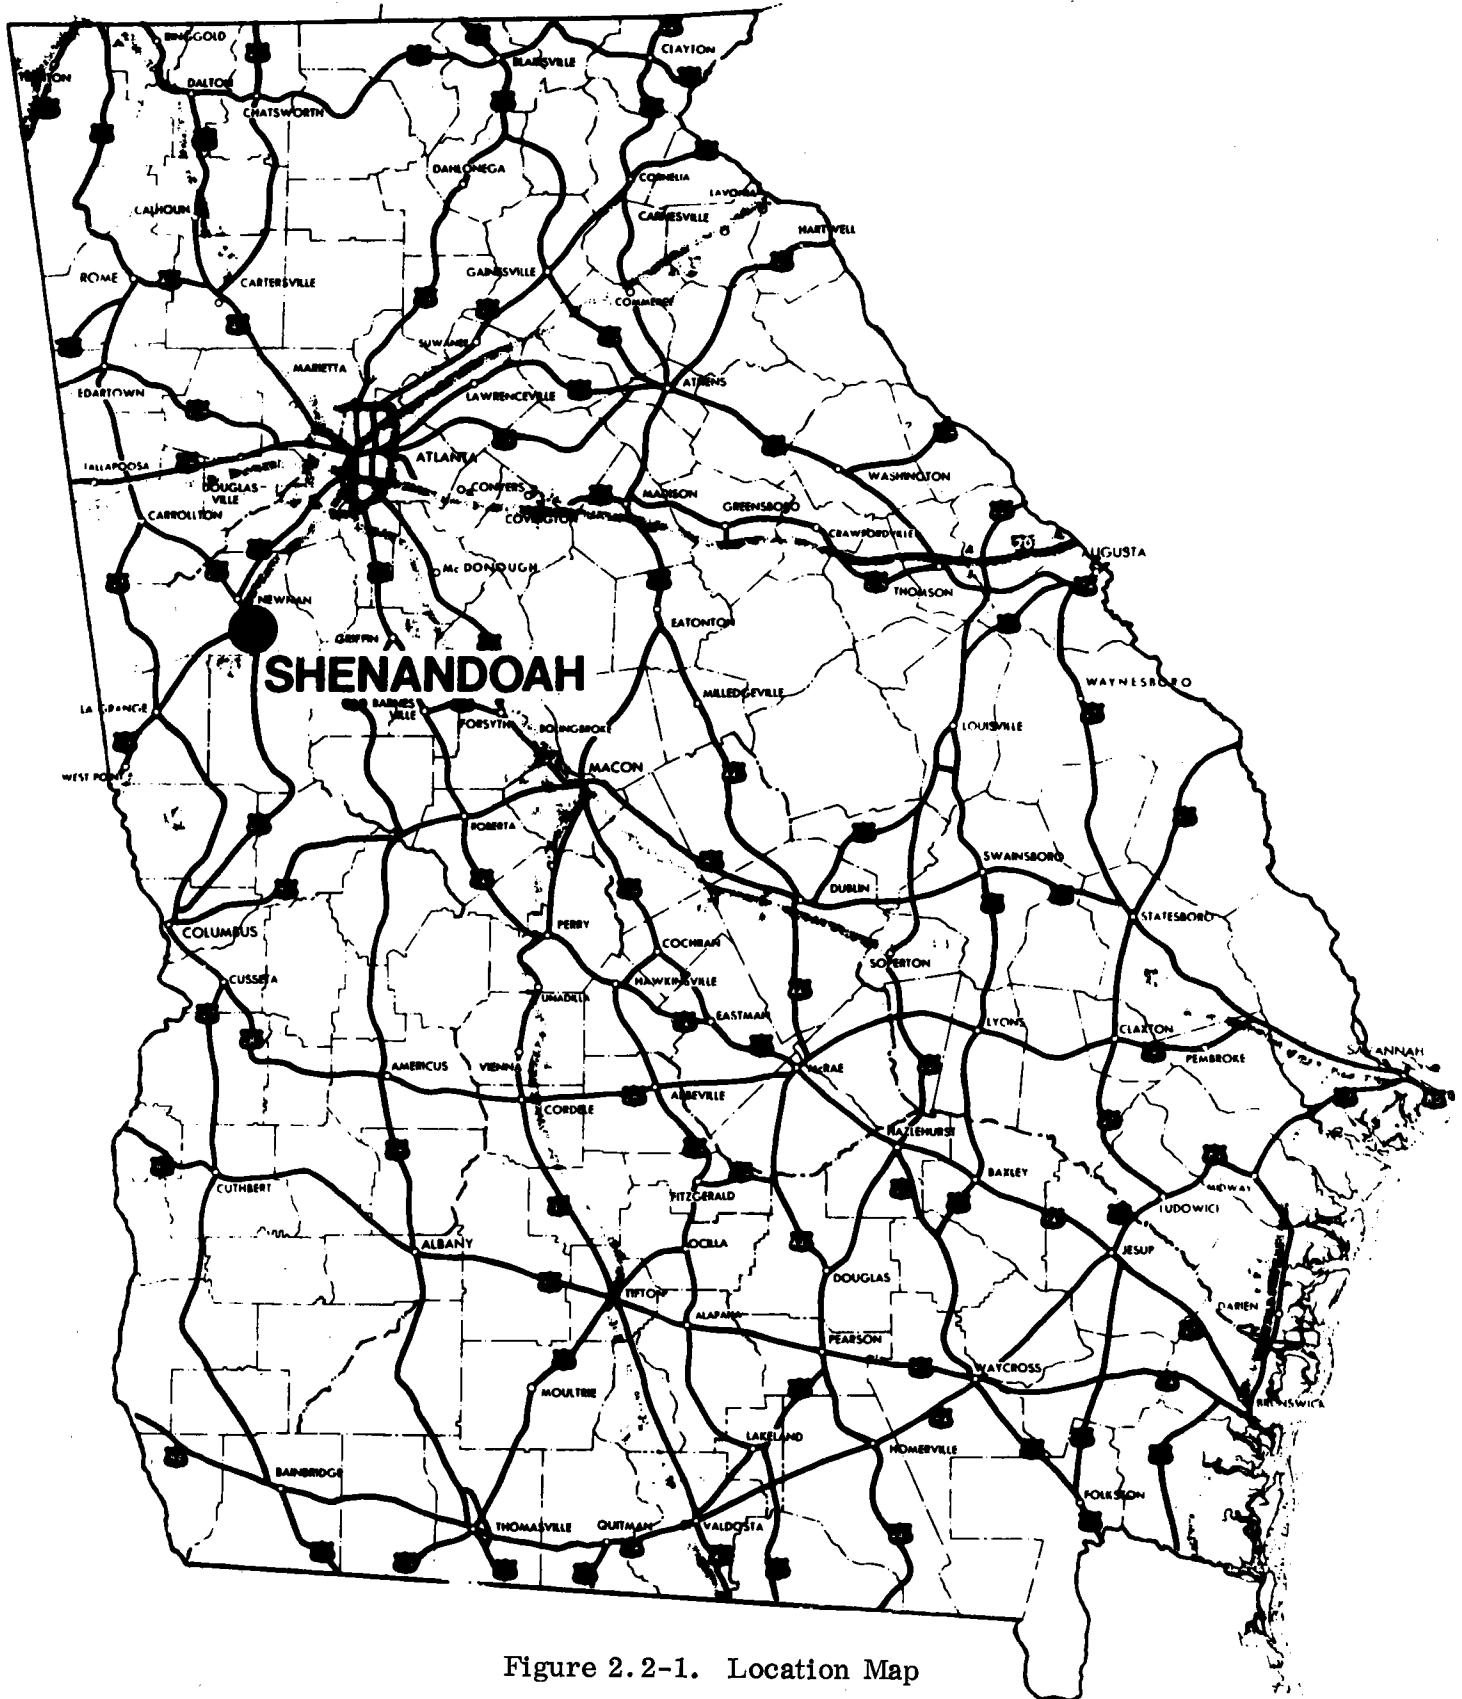 RINGGOLD
CLAYTON
BLAIRSVILLE
DALTON
CHATSWORTH
DAHLONEGA
CORNELIA
LAVONIA
CALHOUN
CARNESVILLE
HARTWELL
ROME
CARTERSVILLE
GAINESVILLE
COMMERCE
SUWANEE
MARIETTA
EDARTOWN
LAWRENCEVILLE
ATHENS
ATLANTA
TALLAPOOSA
WASHINGTON
DOUGLAS-
VILLE
CONYERS
MADISON
GREENSBORO
CARROLLTON
COVINGTON
CRAWFORDVILLE
AUGUSTA
McDONOUGH
THOMSON
NEWNAN
EATONTON
GRIFFIN
SHENANDOAH
WAYNESBORO
MILLEDGEVILLE
LA GRANGE
BARNES
VILLE
FORSYTH
BOLINGBROKE
LOUISVILLE
WEST POINT
MACON
ROBERTA
SWAINSBORO
DUBLIN
STATESBORO
COLUMBUS
PERRY
COCHRAN
SOPERTON
CUSSETA
HAWKINSVILLE
UNADILLA
EASTMAN
LYONS
CLAXTON
PEMBROKE
SAVANNAH
AMERICUS
VIENNA
McRAE
ABBEVILLE
CORDELE
HAZLEHURST
BAXLEY
CUTHBERT
FITZGERALD
MIDWAY
LUDOWICI
ALBANY
OCILLA
JESUP
DOUGLAS
TIFTON
DARIEN
ALAPAHA
PEARSON
WAYCROSS
MOULTRIE
BRUNSWICK
LAKELAND
HOMERVILLE
BAINBRIDGE
FOLKSTON
THOMASVILLE
QUITMAN
VALDOSTA
Figure 2.2-1. Location Map